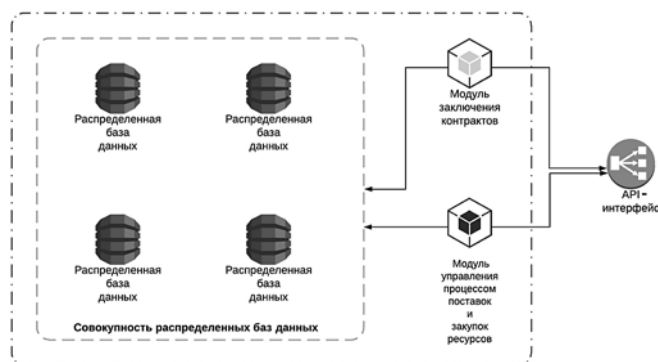 Распределенная
база
данных
Распределенная
база
данных
Модуль
заключения
контрактов
API -
интерфейс
Распределенная
база
данных
Распределенная
база
данных
Модуль
управления
процессом
поставок
и
закупок
ресурсов
Совокупность распределенных баз данных